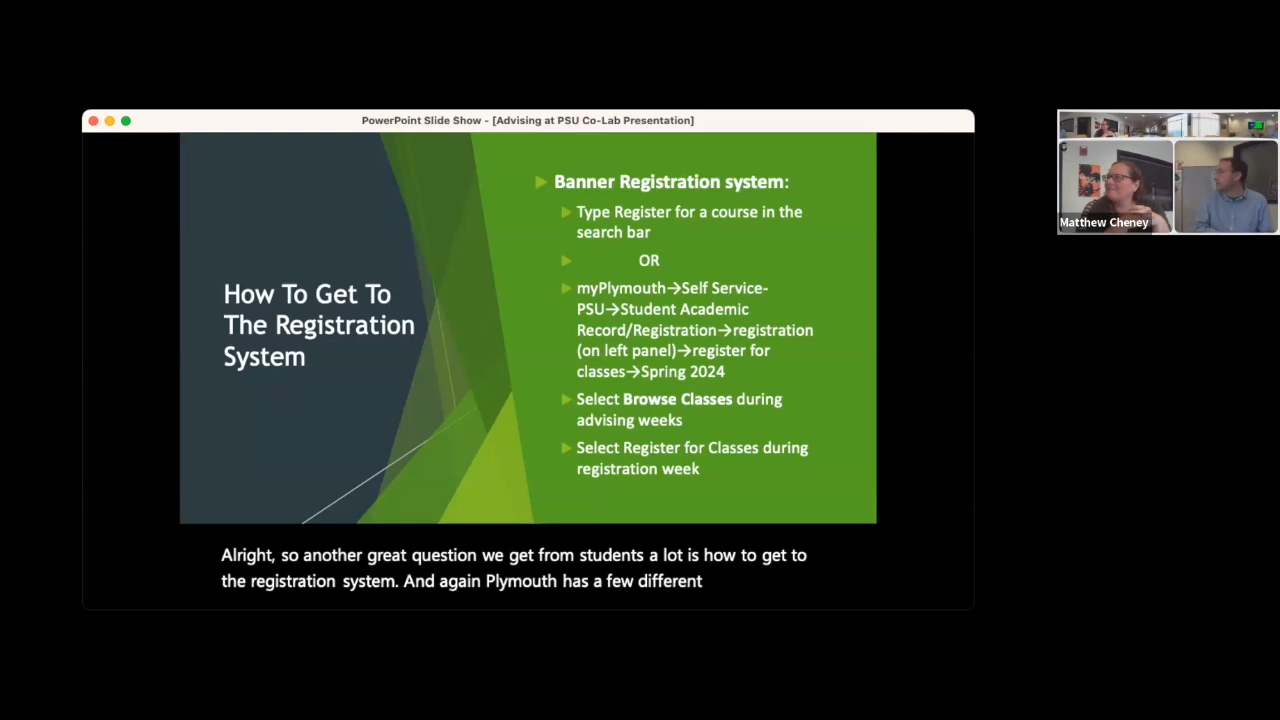 PowerPoint Slide Show - [Advising at PSU Co-Lab Presentation]
How To Get To
The Registration
System
Banner Registration system:
Type Register for a course in the
search bar
OR
myPlymouth→Self Service-
PSU→Student Academic
Record/Registration→registration
(on left panel)→register for
classes→Spring 2024
Select Browse Classes during
advising weeks
Select Register for Classes during
registration week
Alright, so another great question we get from students a lot is how to get to
the registration system. And again Plymouth has a few different
Matthew Cheney